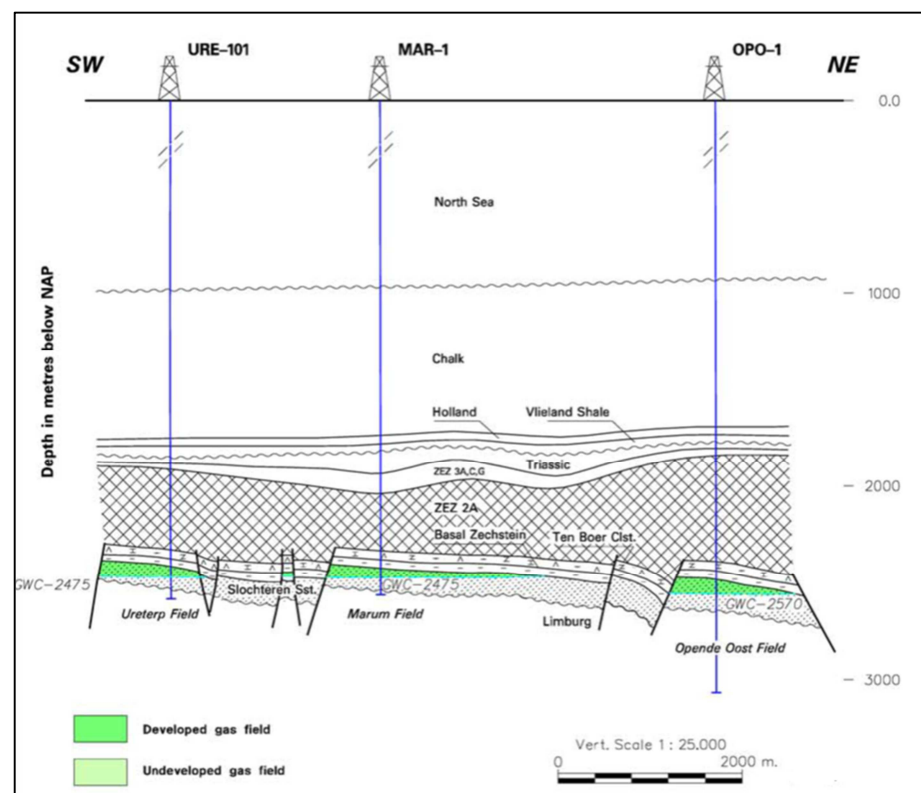 URE–101
MAR–1
OPO–1
SW
NE
0.0
North Sea
Depth in metres below NAP
1000
Chalk
Holland
Vlieland Shale
Triassic
ZEZ 3A,C,G
2000
ZEZ 2A
Basal Zechstein
Ten Boer Clst.
GWC–2475
Slochteren Sst.
GWC–2475
GWC–2570
Ureterp Field
Marum Field
Limburg
Opende Oost Field
3000
Developed gas field
Undeveloped gas field
Vert. Scale 1 : 25.000
0
2000 m.